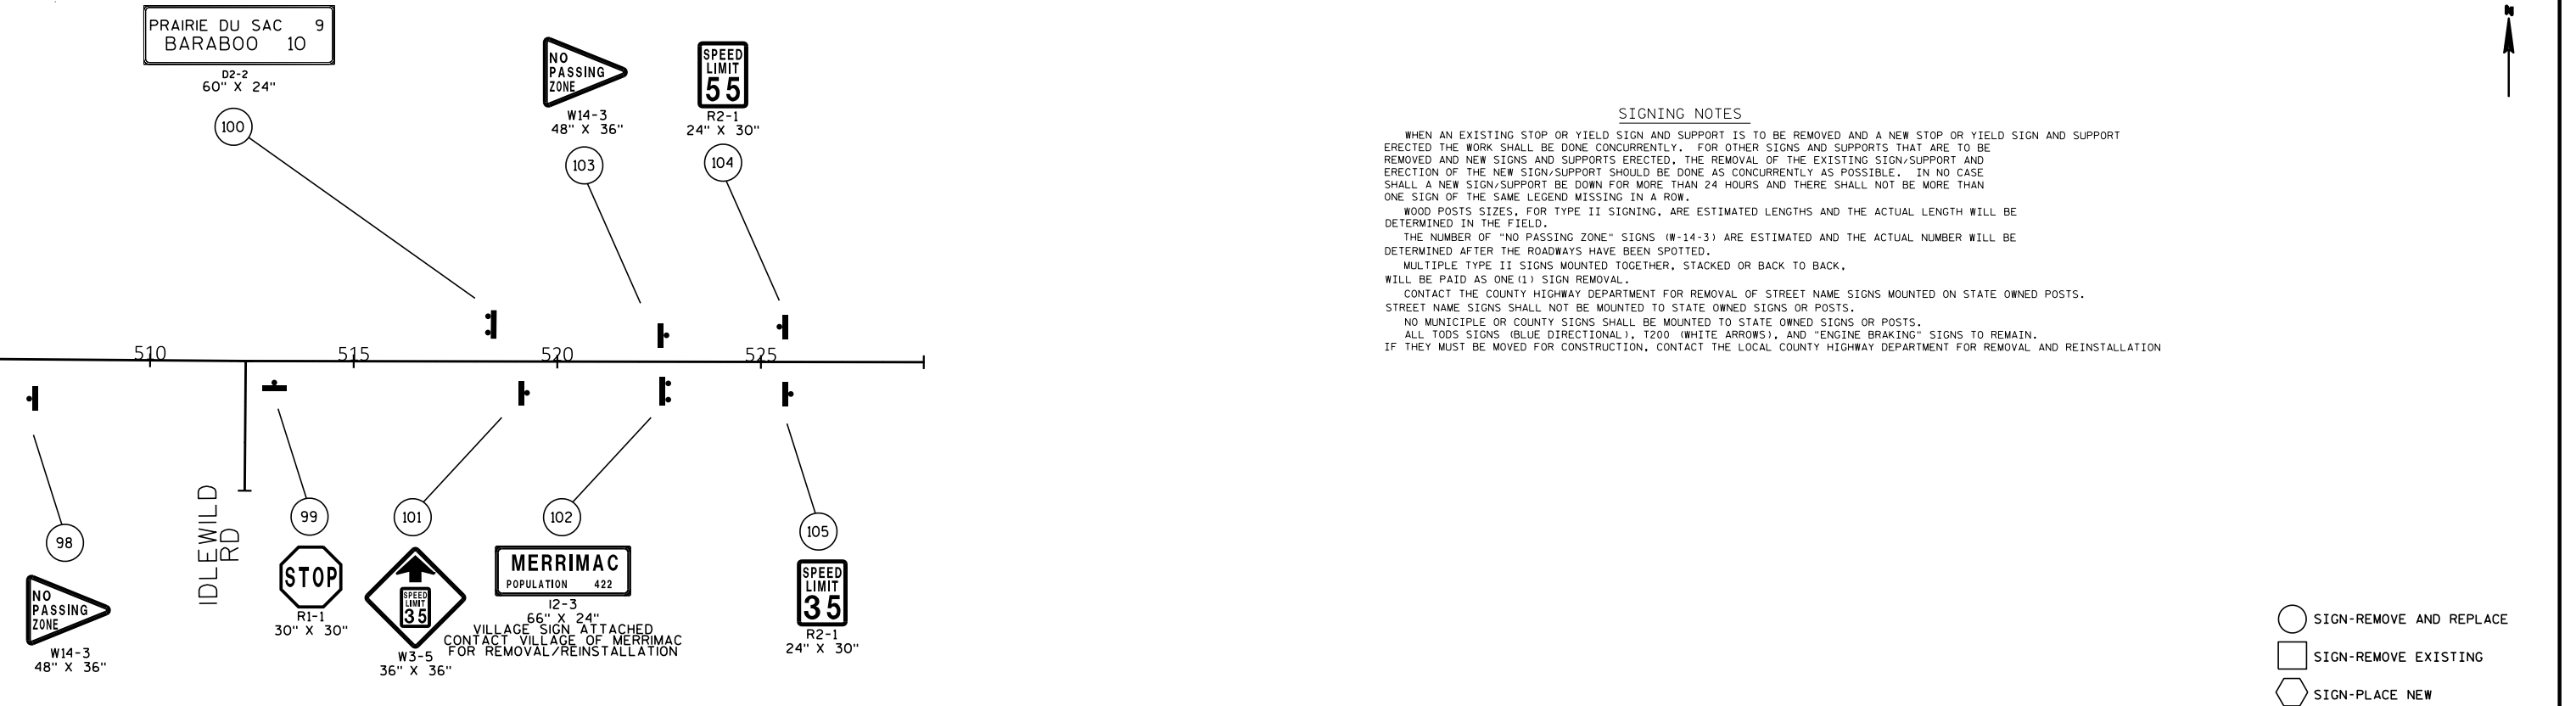 PRAIRIE DU SAC 9
BARABOO 10
D2-2
60" X 24"
100
NO
PASSING
ZONE
W14-3
48" X 36"
103
SPEED
LIMIT
55
R2-1
24" X 30"
104
N
SIGNING NOTES
WHEN AN EXISTING STOP OR YIELD SIGN AND SUPPORT IS TO BE REMOVED AND A NEW STOP OR YIELD SIGN AND SUPPORT
ERECTED THE WORK SHALL BE DONE CONCURRENTLY. FOR OTHER SIGNS AND SUPPORTS THAT ARE TO BE
REMOVED AND NEW SIGNS AND SUPPORTS ERECTED, THE REMOVAL OF THE EXISTING SIGN/SUPPORT AND
ERECTION OF THE NEW SIGN/SUPPORT SHOULD BE DONE AS CONCURRENTLY AS POSSIBLE. IN NO CASE
SHALL A NEW SIGN/SUPPORT BE DOWN FOR MORE THAN 24 HOURS AND THERE SHALL NOT BE MORE THAN
ONE SIGN OF THE SAME LEGEND MISSING IN A ROW.
WOOD POSTS SIZES, FOR TYPE II SIGNING, ARE ESTIMATED LENGTHS AND THE ACTUAL LENGTH WILL BE
DETERMINED IN THE FIELD.
THE NUMBER OF "NO PASSING ZONE" SIGNS (W-14-3) ARE ESTIMATED AND THE ACTUAL NUMBER WILL BE
DETERMINED AFTER THE ROADWAYS HAVE BEEN SPOTTED.
MULTIPLE TYPE II SIGNS MOUNTED TOGETHER, STACKED OR BACK TO BACK,
WILL BE PAID AS ONE (1) SIGN REMOVAL.
CONTACT THE COUNTY HIGHWAY DEPARTMENT FOR REMOVAL OF STREET NAME SIGNS MOUNTED ON STATE OWNED POSTS.
STREET NAME SIGNS SHALL NOT BE MOUNTED TO STATE OWNED SIGNS OR POSTS.
NO MUNICIPLE OR COUNTY SIGNS SHALL BE MOUNTED TO STATE OWNED SIGNS OR POSTS.
ALL TODS SIGNS (BLUE DIRECTIONAL), T200 (WHITE ARROWS), AND "ENGINE BRAKING" SIGNS TO REMAIN.
IF THEY MUST BE MOVED FOR CONSTRUCTION, CONTACT THE LOCAL COUNTY HIGHWAY DEPARTMENT FOR REMOVAL AND REINSTALLATION
510 515 520 525
98
NO
PASSING
ZONE
W14-3
48" X 36"
IDLEWILD
RD
99
STOP
R1-1
30" X 30"
101
SPEED
LIMIT
35
W3-5
36" X 36"
102
MERRIMAC
POPULATION 422
I2-3
66" X 24"
VILLAGE SIGN ATTACHED
CONTACT VILLAGE OF MERRIMAC
FOR REMOVAL/REINSTALLATION
105
SPEED
LIMIT
35
R2-1
24" X 30"
SIGN-REMOVE AND REPLACE
SIGN-REMOVE EXISTING
SIGN-PLACE NEW